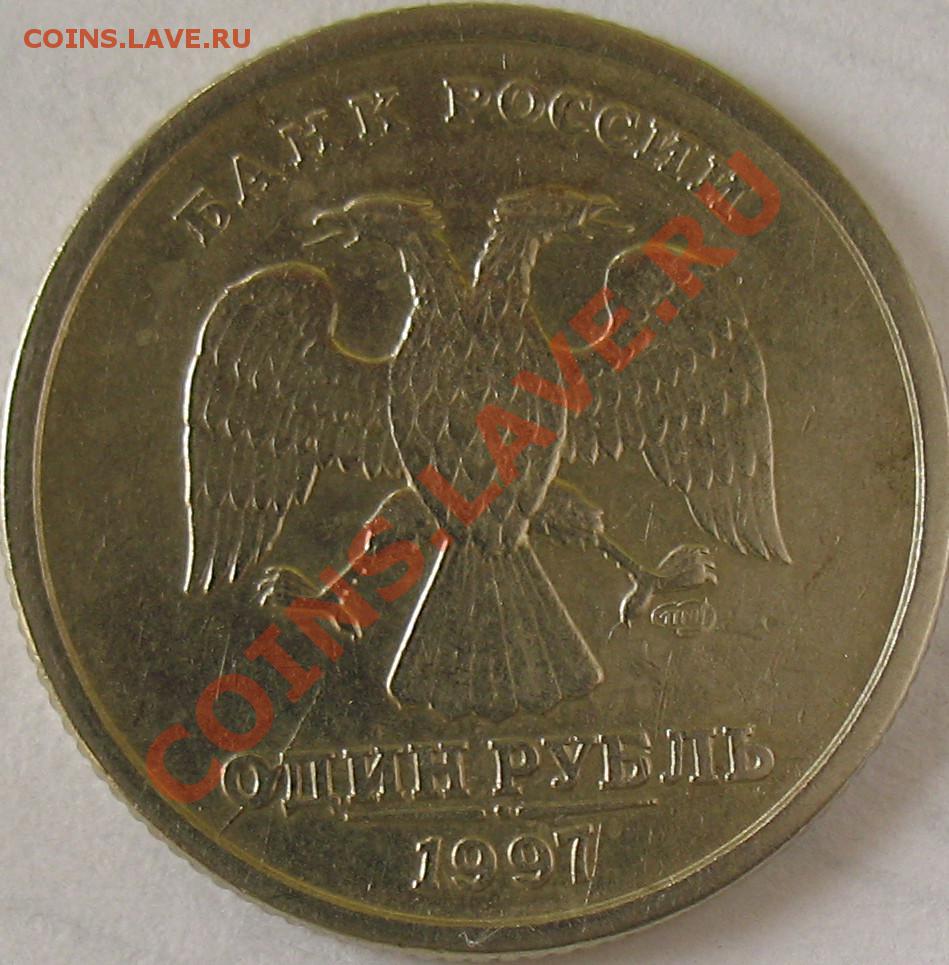 COINS.LAVE.RU
БАНК РОССИИ
COINS.LAVE.RU
ОДИН РУБЛЬ
1997